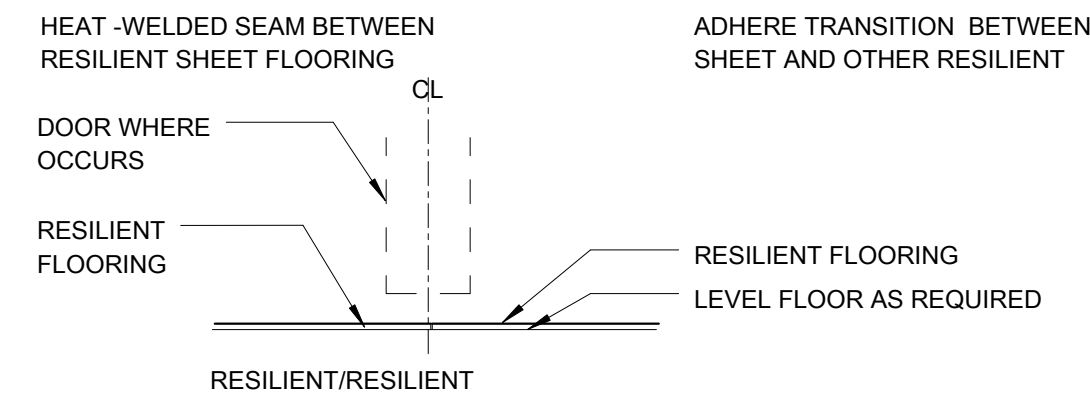 HEAT -WELDED SEAM BETWEEN
RESILIENT SHEET FLOORING
ADHERE TRANSITION BETWEEN
SHEET AND OTHER RESILIENT
CL
DOOR WHERE
OCCURS
RESILIENT
FLOORING
RESILIENT FLOORING
LEVEL FLOOR AS REQUIRED
RESILIENT/RESILIENT